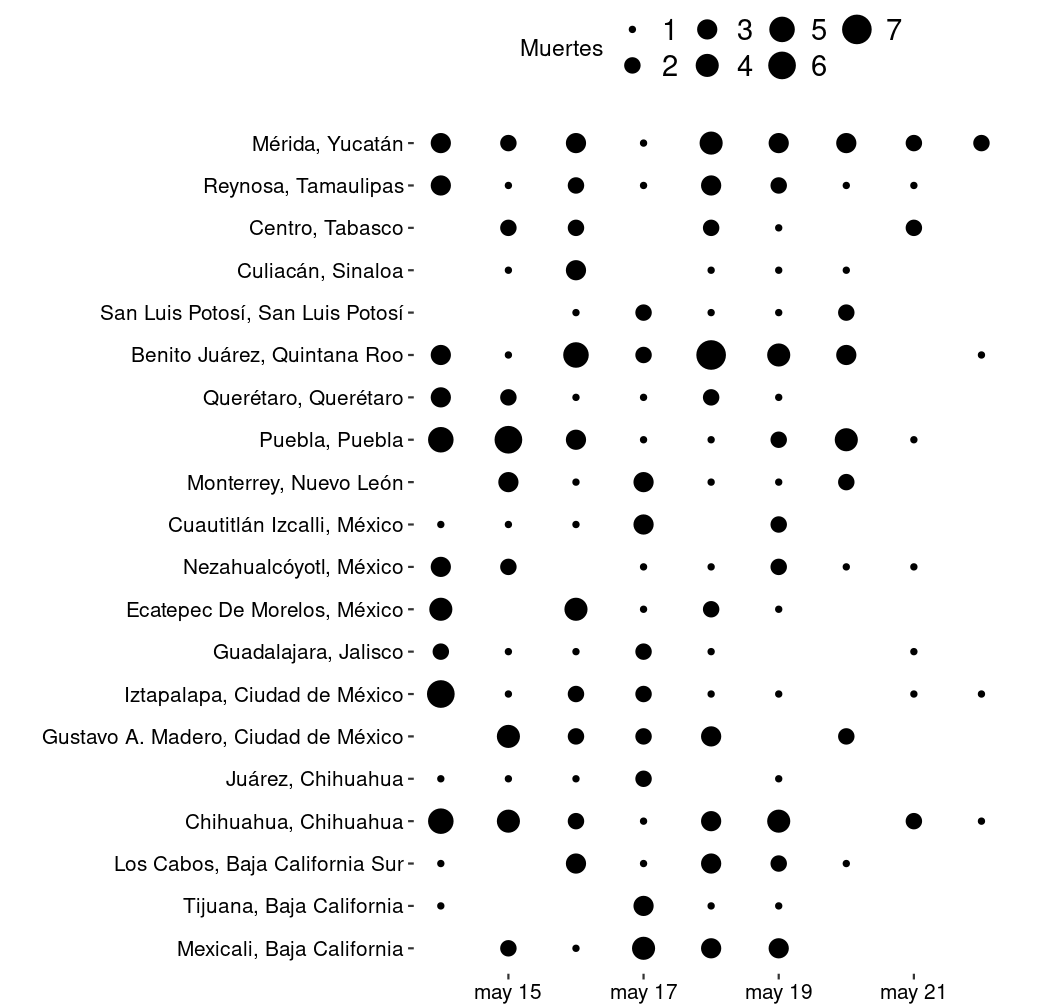 Muertes 1 3 5 7
2 4 6
Mérida, Yucatán
Reynosa, Tamaulipas
Centro, Tabasco
Culiacán, Sinaloa
San Luis Potosí, San Luis Potosí
Benito Juárez, Quintana Roo
Querétaro, Querétaro
Puebla, Puebla
Monterrey, Nuevo León
Cuautitlán Izcalli, México
Nezahualcóyotl, México
Ecatepec De Morelos, México
Guadalajara, Jalisco
Iztapalapa, Ciudad de México
Gustavo A. Madero, Ciudad de México
Juárez, Chihuahua
Chihuahua, Chihuahua
Los Cabos, Baja California Sur
Tijuana, Baja California
Mexicali, Baja California
may 15 may 17 may 19 may 21